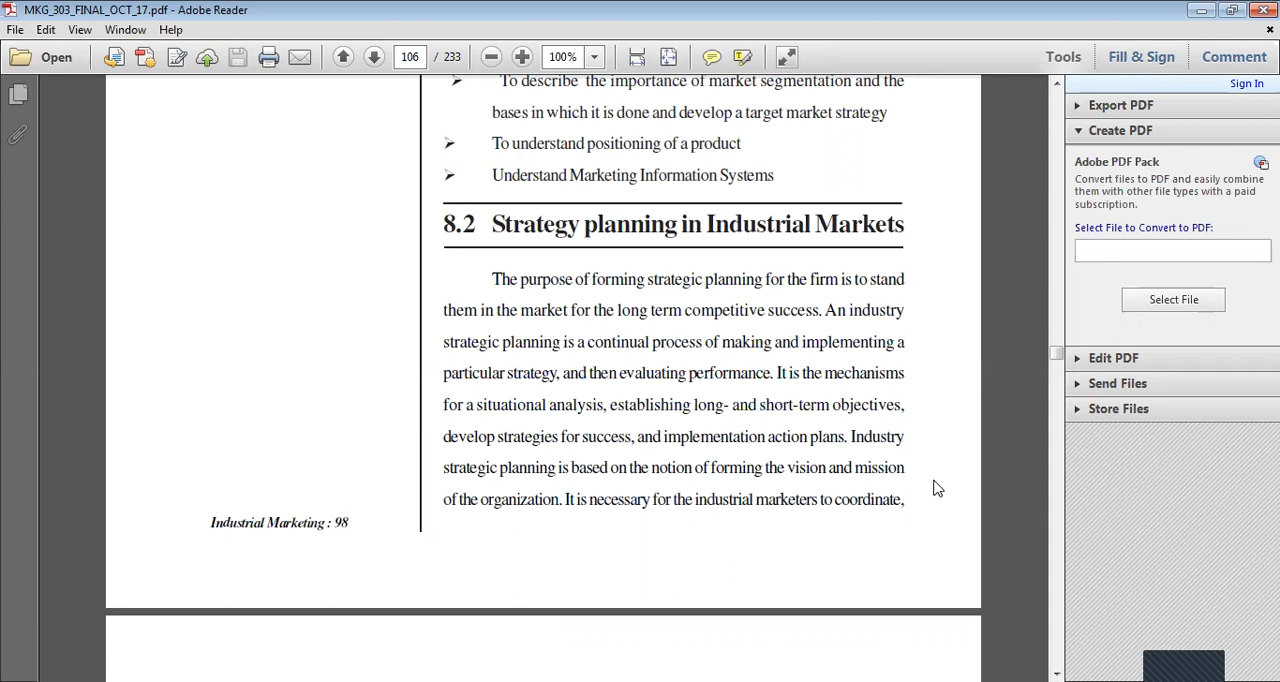 MKG_303_FINAL_OCT_17.pdf - Adobe Reader
File Edit View Window Help
Open 106 / 233 100% Tools Fill & Sign Comment
Sign In
Export PDF
Create PDF
Adobe PDF Pack
Convert files to PDF and easily combine
them with other file types with a paid
subscription.
Select File to Convert to PDF:
Select File
Edit PDF
Send Files
Store Files
To describe the importance of market segmentation and the
bases in which it is done and develop a target market strategy
To understand positioning of a product
Understand Marketing Information Systems
8.2 Strategy planning in Industrial Markets
The purpose of forming strategic planning for the firm is to stand
them in the market for the long term competitive success. An industry
strategic planning is a continual process of making and implementing a
particular strategy, and then evaluating performance. It is the mechanisms
for a situational analysis, establishing long- and short-term objectives,
develop strategies for success, and implementation action plans. Industry
strategic planning is based on the notion of forming the vision and mission
of the organization. It is necessary for the industrial marketers to coordinate,
Industrial Marketing : 98